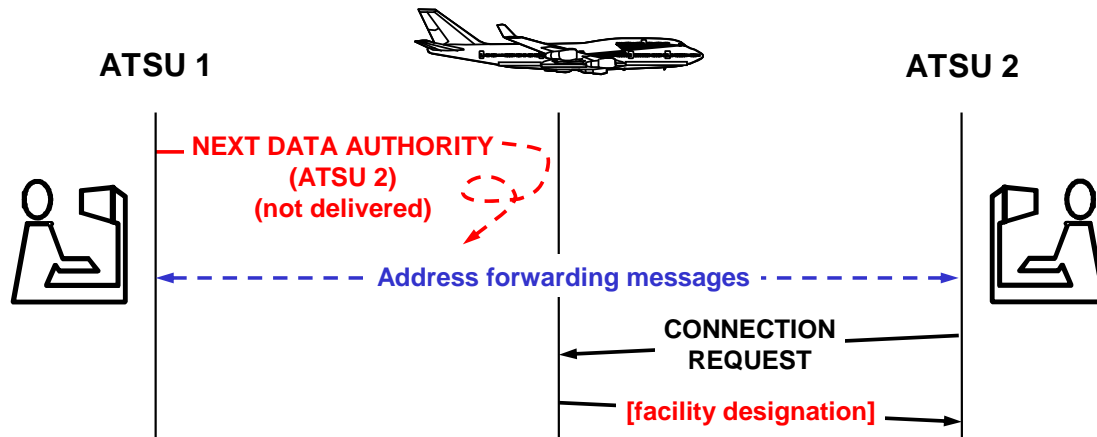 ATSU 1
ATSU 2
NEXT DATA AUTHORITY
(ATSU 2)
(not delivered)
Address forwarding messages
CONNECTION
REQUEST
[facility designation]